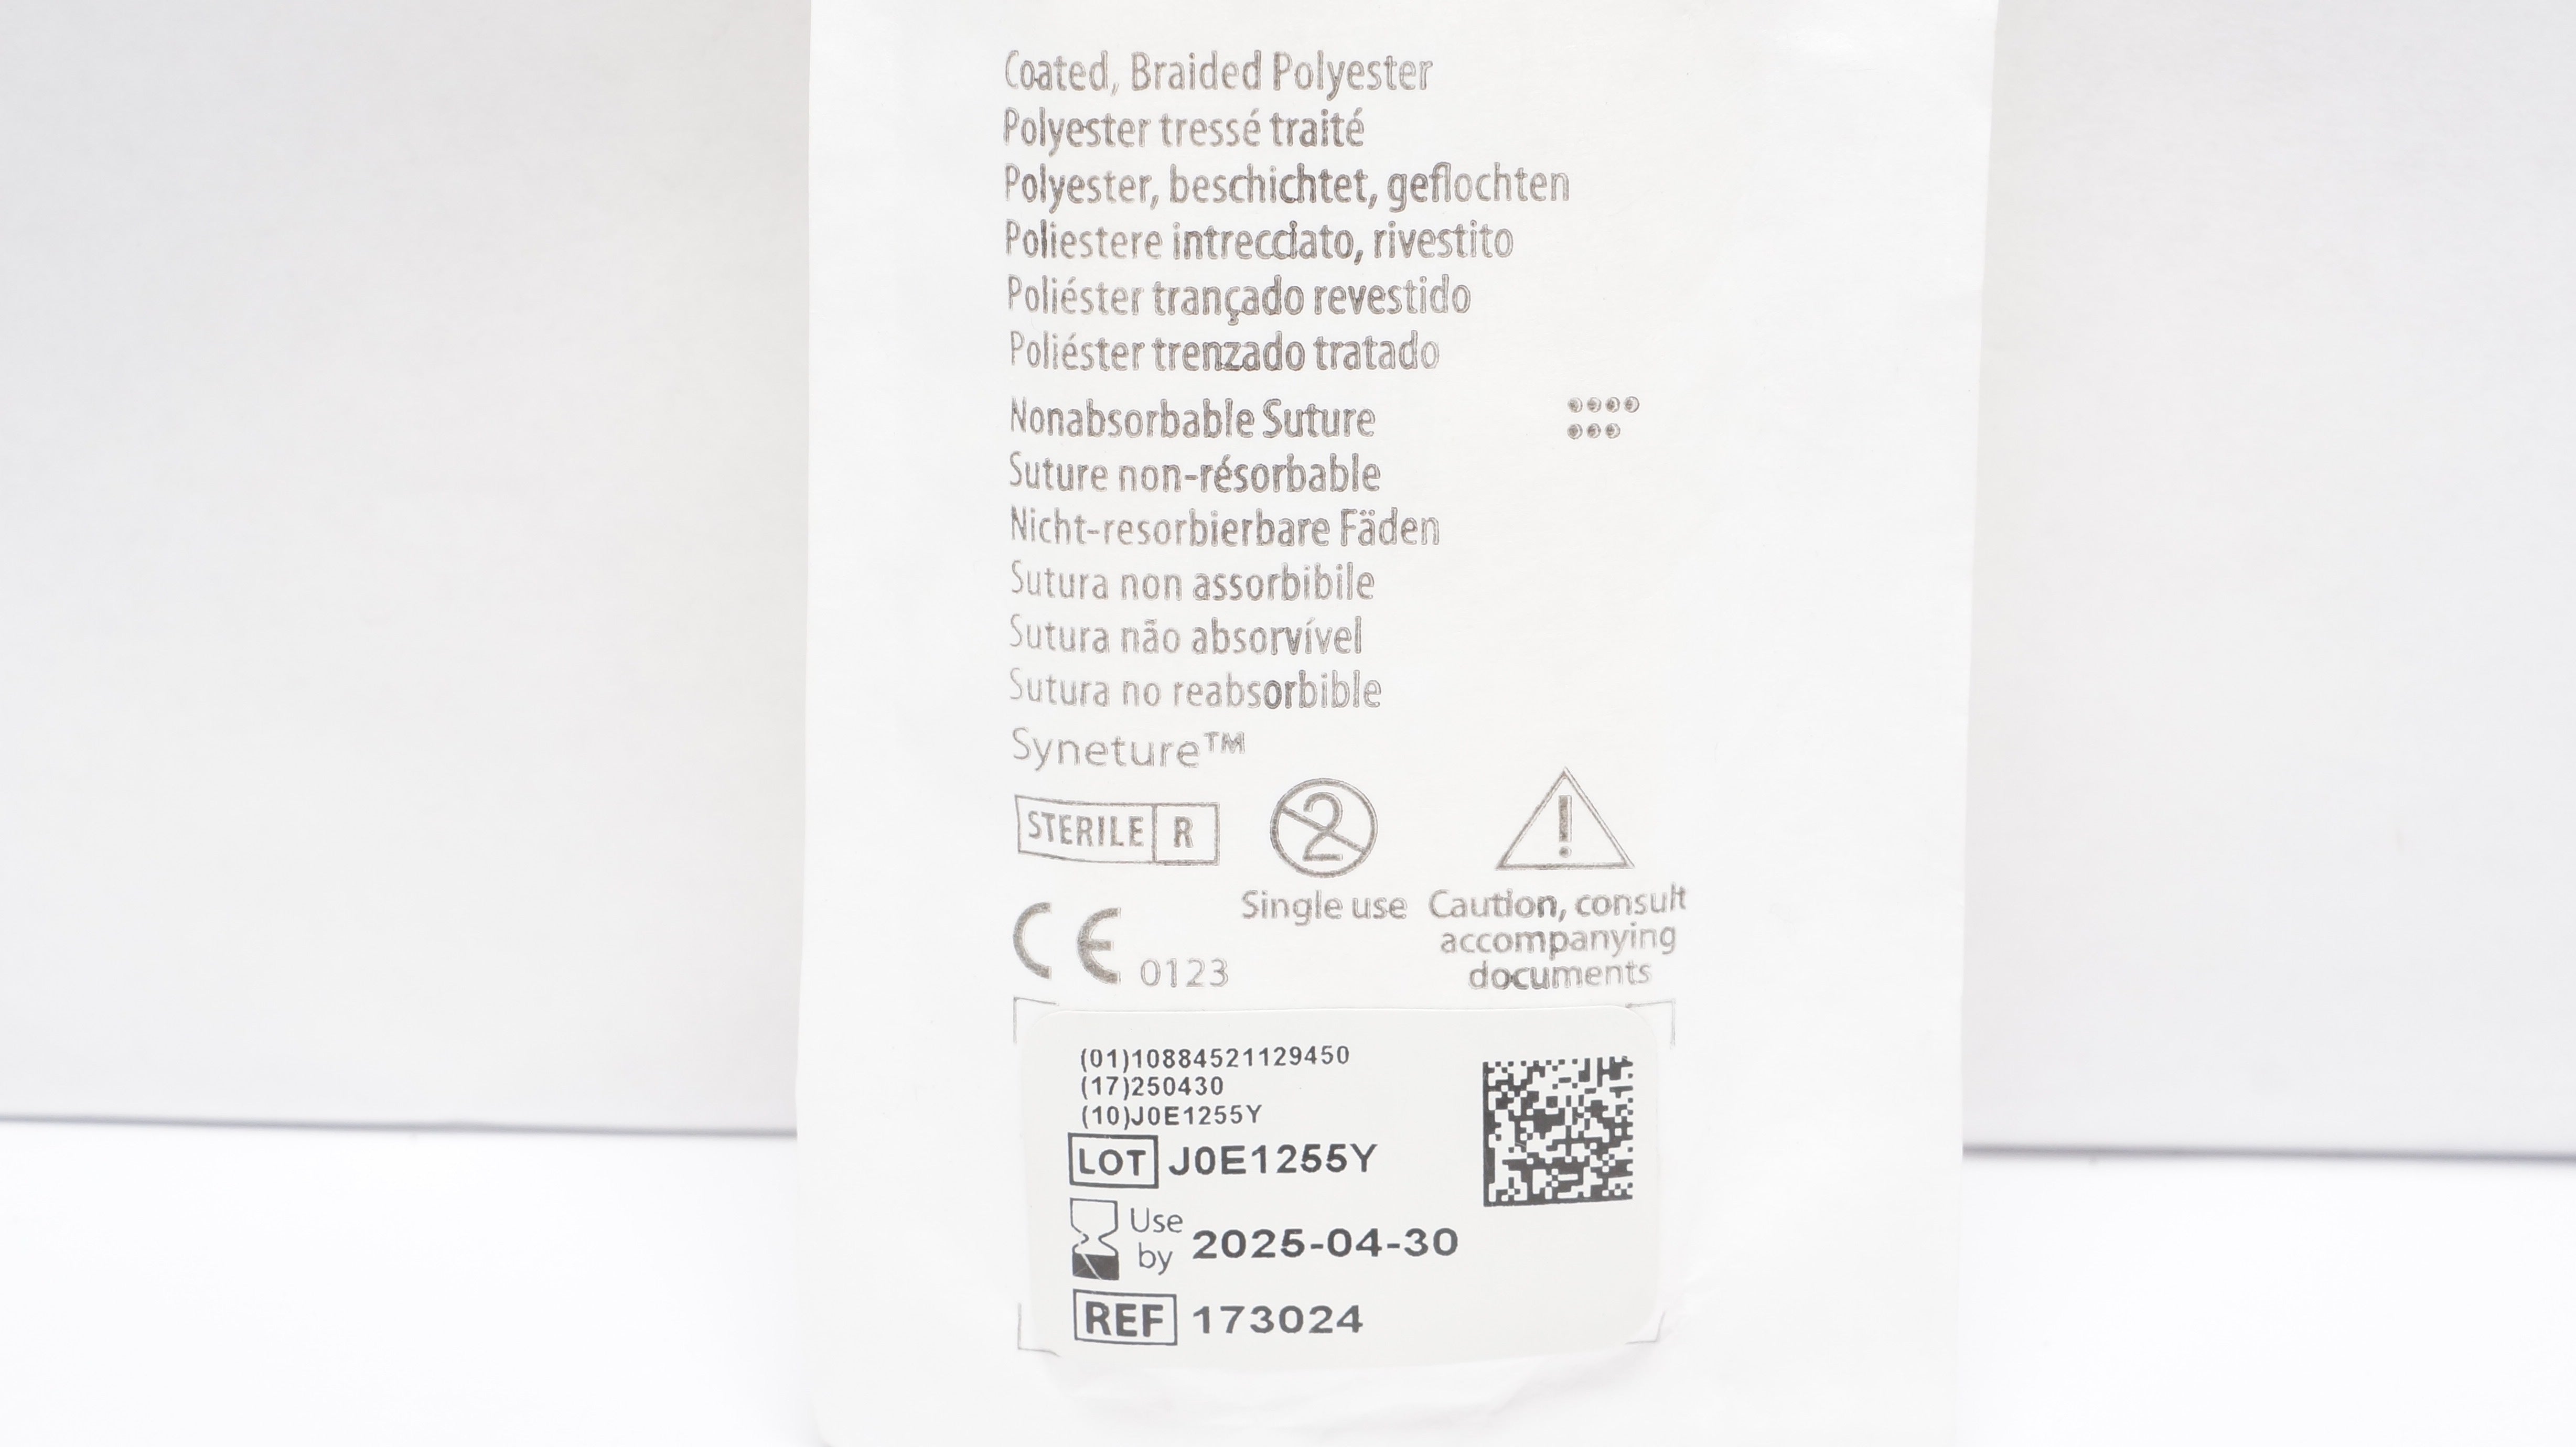 Coated, Braided Polyester
Polyester tressé traité
Polyester, beschichtet, geflochten
Poliestere intrecciato, rivestito
Poliéster trançado revestido
Poliéster trenzado tratado
Nonabsorbable Suture
Suture non-résorbable
Nicht-resorbierbare Fäden
Sutura non assorbibile
Sutura não absorvível
Sutura no reabsorbible
Syneture™
STERILE R
2
Single use
!
Caution, consult
accompanying
documents
CE 0123
(01)10884521129450
(17)250430
(10)J0E1255Y
LOT J0E1255Y
Use
by 2025-04-30
REF 173024